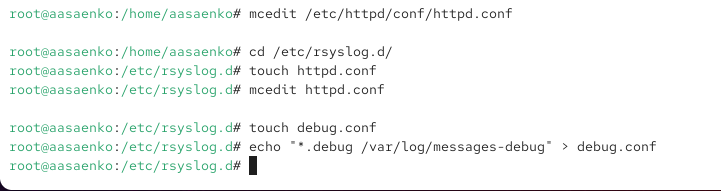 root@aasaenko:/home/aasaenko# mcedit /etc/httpd/conf/httpd.conf
root@aasaenko:/home/aasaenko# cd /etc/rsyslog.d/
root@aasaenko:/etc/rsyslog.d# touch httpd.conf
root@aasaenko:/etc/rsyslog.d# mcedit httpd.conf
root@aasaenko:/etc/rsyslog.d# touch debug.conf
root@aasaenko:/etc/rsyslog.d# echo "*.debug /var/log/messages-debug" > debug.conf
root@aasaenko:/etc/rsyslog.d#